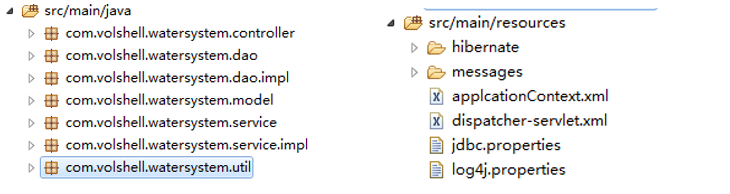 src/main/java
com.volshell.watersystem.controller
com.volshell.watersystem.dao
com.volshell.watersystem.dao.impl
com.volshell.watersystem.model
com.volshell.watersystem.service
com.volshell.watersystem.service.impl
com.volshell.watersystem.util
src/main/resources
hibernate
messages
applcationContext.xml
dispatcher-servlet.xml
jdbc.properties
log4j.properties